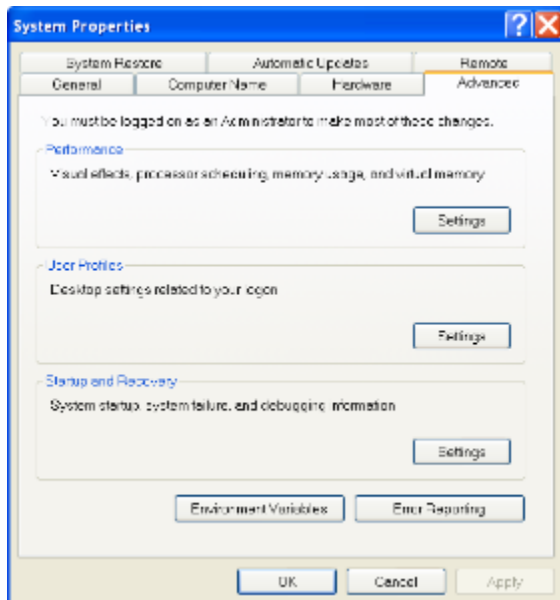 System Properties
System Restore Automatic Updates Remote
General Computer Name Hardware Advanced
You must be logged on as an Administrator to make most of these changes.
Performance
Visual effects, processor scheduling, memory usage, and virtual memory
Settings
User Profiles
Desktop settings related to your logon
Settings
Startup and Recovery
System startup, system failure, and debugging information
Settings
Environment Variables Error Reporting
OK Cancel Apply